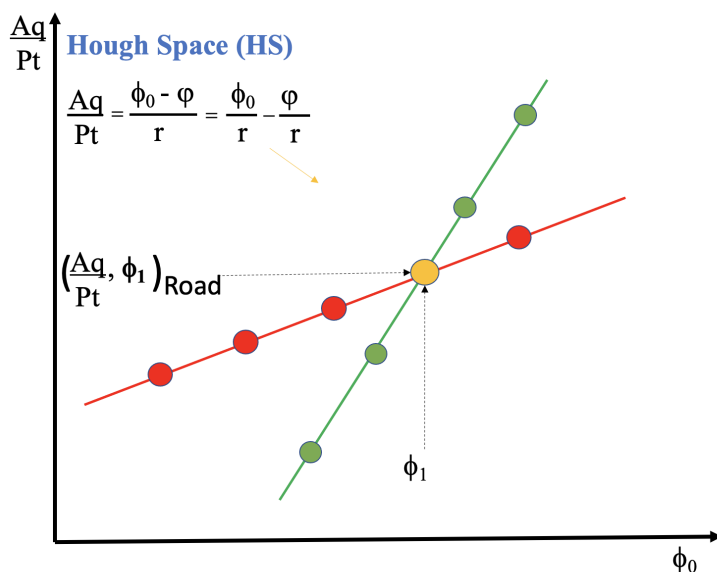 Aq/Pt
Hough Space (HS)
Aq/Pt = (ϕ₀ - φ)/r = ϕ₀/r − φ/r
(Aq/Pt, ϕ₁)Road
ϕ₁
ϕ₀